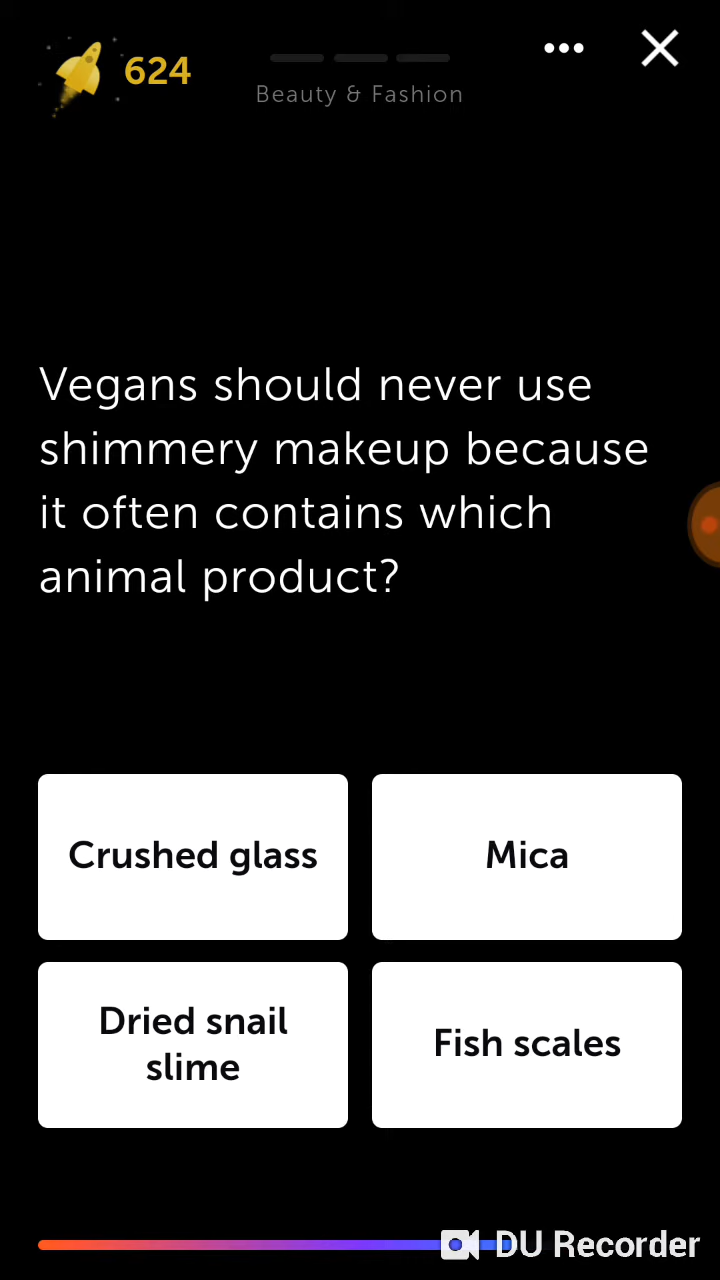 624
Beauty & Fashion
Vegans should never use
shimmery makeup because
it often contains which
animal product?
Crushed glass
Mica
Dried snail
slime
Fish scales
DU Recorder